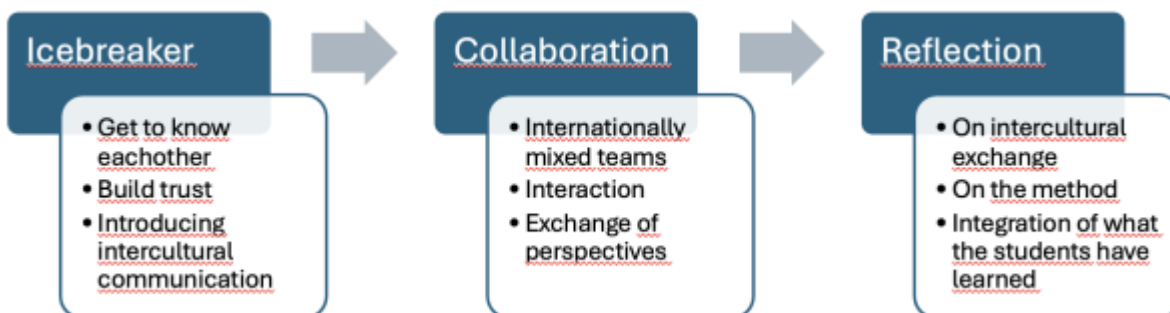 Icebreaker
• Get to know
eachother
• Build trust
• Introducing
intercultural
communication
Collaboration
• Internationally
mixed teams
• Interaction
• Exchange of
perspectives
Reflection
• On intercultural
exchange
• On the method
• Integration of what
the students have
learned